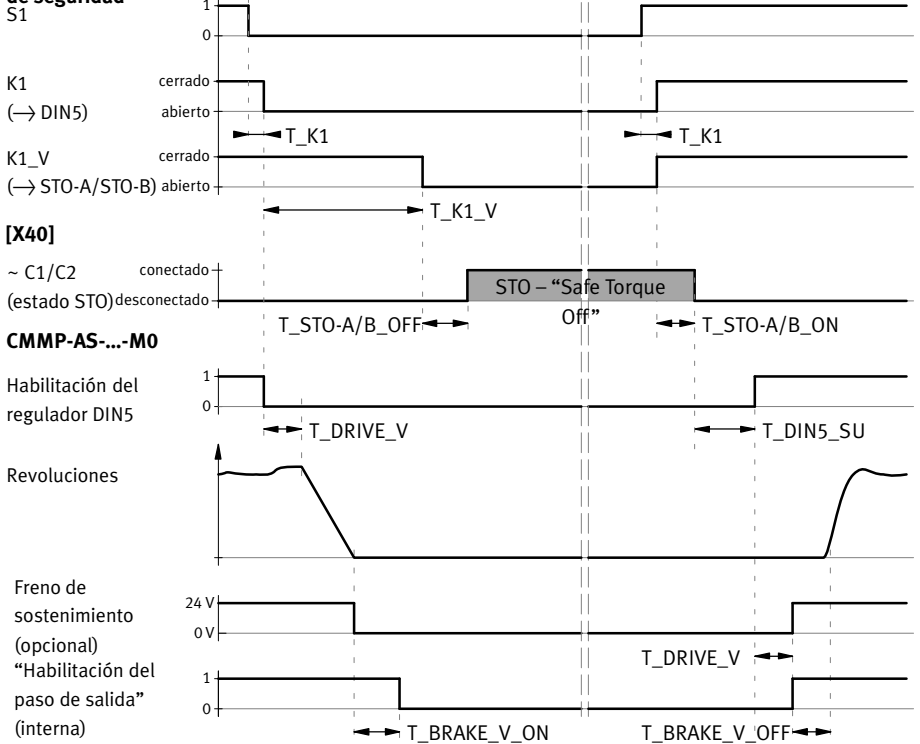 de seguridad
S1
1
0
K1
(→ DIN5)
cerrado
abierto
T_K1
T_K1
K1_V
(→ STO-A/STO-B)
cerrado
abierto
T_K1_V
[X40]
~ C1/C2
(estado STO)
conectado
desconectado
STO – “Safe Torque
Off”
T_STO-A/B_OFF
T_STO-A/B_ON
CMMP-AS-...-M0
Habilitación del
regulador DIN5
1
0
T_DRIVE_V
T_DIN5_SU
Revoluciones
Freno de
sostenimiento
(opcional)
24 V
0 V
T_DRIVE_V
“Habilitación del
paso de salida”
(interna)
1
0
T_BRAKE_V_ON
T_BRAKE_V_OFF